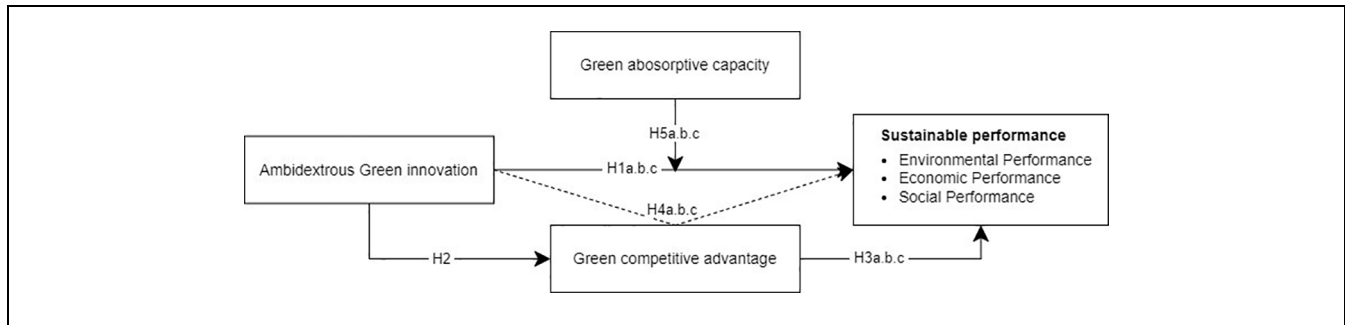 Green abosorptive capacity
H5a.b.c
Ambidextrous Green innovation
H1a.b.c
Sustainable performance
• Environmental Performance
• Economic Performance
• Social Performance
H4a.b.c
H2
Green competitive advantage
H3a.b.c